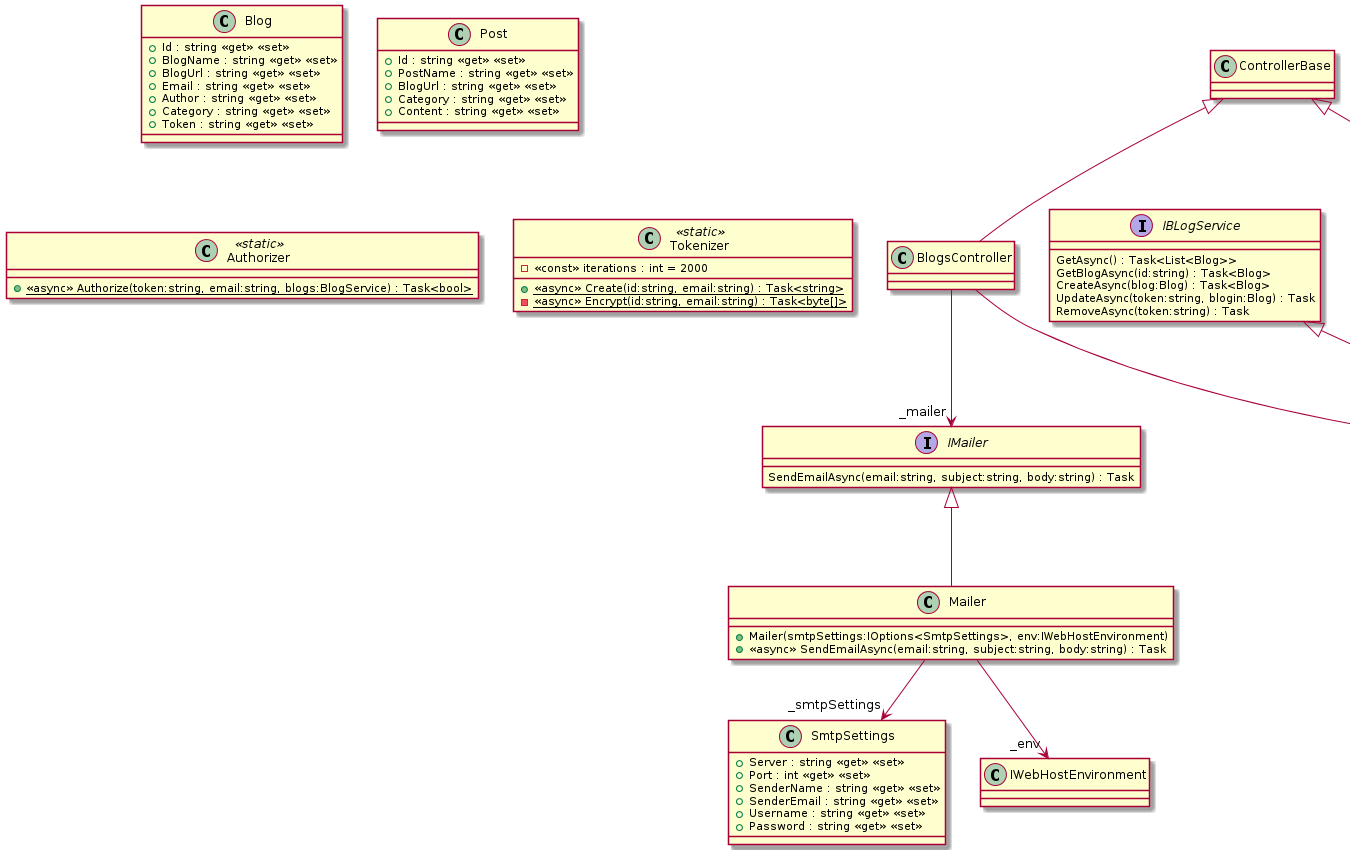 C Blog
Id : string «get» «set»
BlogName : string «get» «set»
BlogUrl : string «get» «set»
Email : string «get» «set»
Author : string «get» «set»
Category : string «get» «set»
Token : string «get» «set»
C Post
Id : string «get» «set»
PostName : string «get» «set»
BlogUrl : string «get» «set»
Category : string «get» «set»
Content : string «get» «set»
C ControllerBase
«static»
C Authorizer
«async» Authorize(token:string, email:string, blogs:BlogService) : Task<bool>
«static»
C Tokenizer
«const» iterations : int = 2000
«async» Create(id:string, email:string) : Task<string>
«async» Encrypt(id:string, email:string) : Task<byte[]>
C BlogsController
I IBLogService
GetAsync() : Task<List<Blog>>
GetBlogAsync(id:string) : Task<Blog>
CreateAsync(blog:Blog) : Task<Blog>
UpdateAsync(token:string, blogin:Blog) : Task
RemoveAsync(token:string) : Task
_mailer
I IMailer
SendEmailAsync(email:string, subject:string, body:string) : Task
C Mailer
Mailer(smtpSettings:IOptions<SmtpSettings>, env:IWebHostEnvironment)
«async» SendEmailAsync(email:string, subject:string, body:string) : Task
_smtpSettings
_env
C SmtpSettings
Server : string «get» «set»
Port : int «get» «set»
SenderName : string «get» «set»
SenderEmail : string «get» «set»
Username : string «get» «set»
Password : string «get» «set»
C IWebHostEnvironment